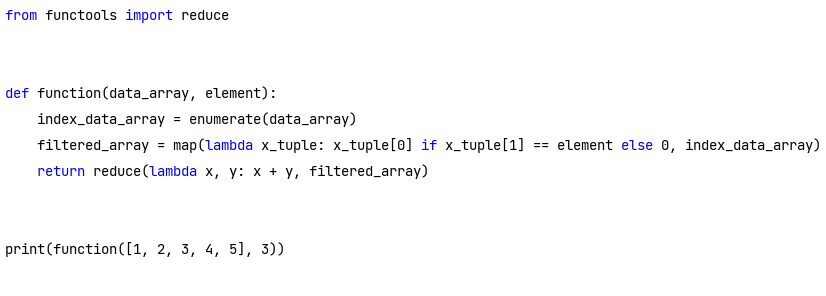 from functools import reduce
def function(data_array, element):
    index_data_array = enumerate(data_array)
    filtered_array = map(lambda x_tuple: x_tuple[0] if x_tuple[1] == element else 0, index_data_array)
    return reduce(lambda x, y: x + y, filtered_array)
print(function([1, 2, 3, 4, 5], 3))